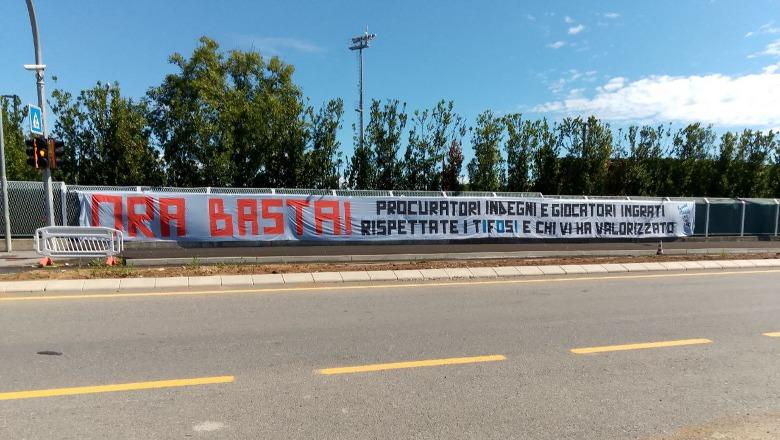 ORA BASTA!
PROCURATORI INDEGNI E GIOCATORI INGRATI
RISPETTATE I TIFOSI E CHI VI HA VALORIZZATO